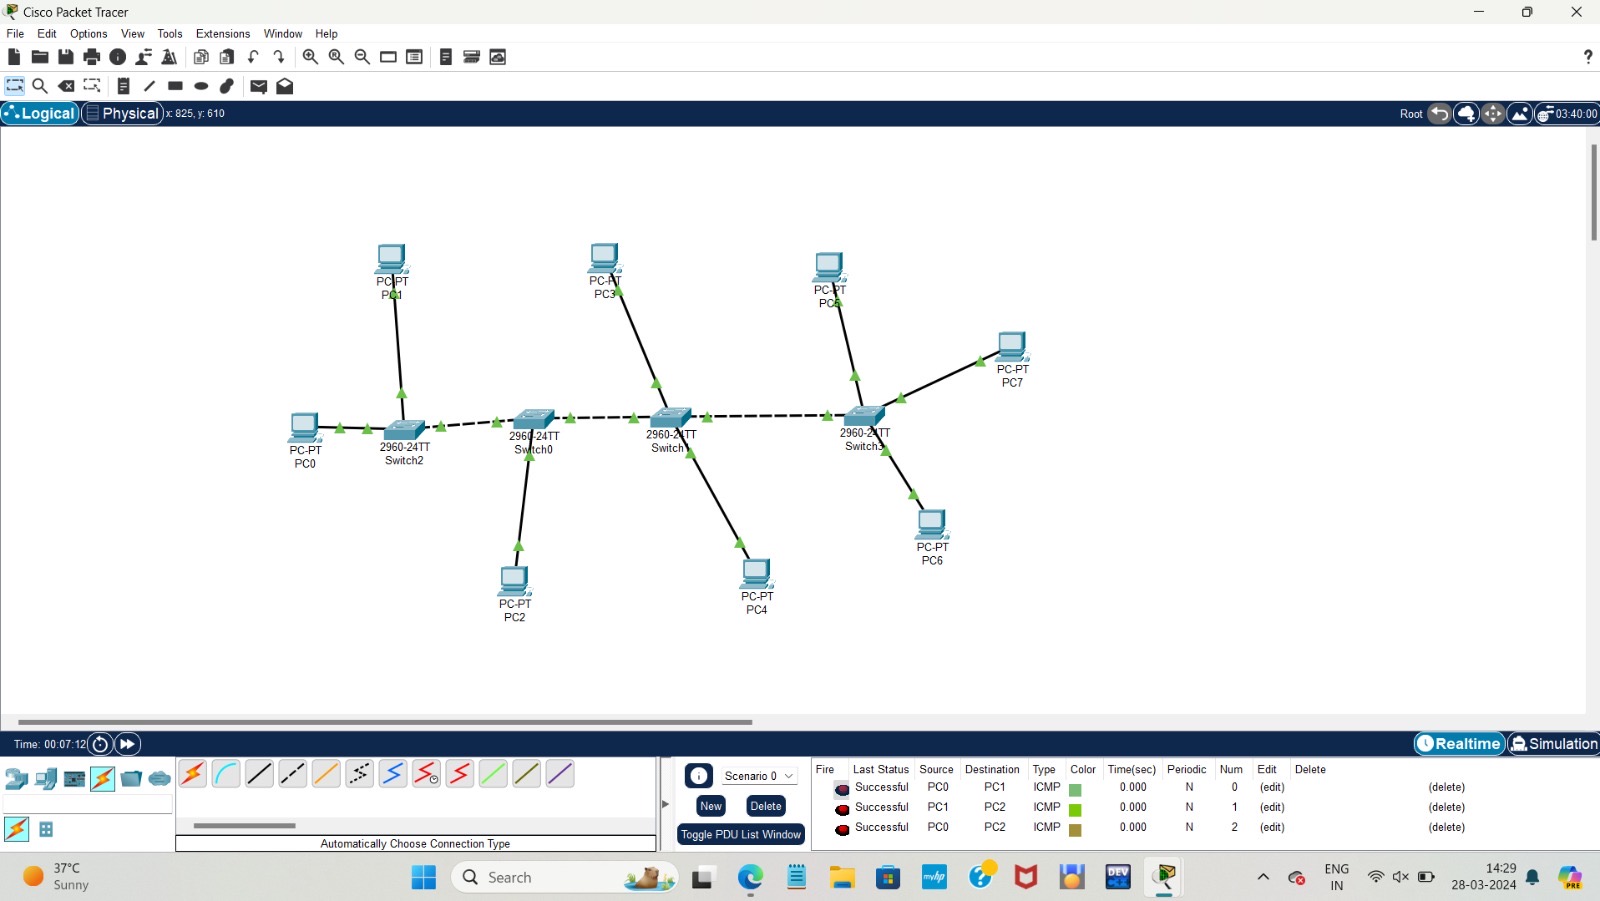 Cisco Packet Tracer
File Edit Options View Tools Extensions Window Help
Logical Physical x: 825, y: 610 Root 03:40:00
PC-PT
PC1
PC-PT
PC3
PC-PT
PC5
PC-PT
PC7
PC-PT
PC0
2960-24TT
Switch2
2960-24TT
Switch0
2960-24TT
Switch1
2960-24TT
Switch3
PC-PT
PC6
PC-PT
PC2
PC-PT
PC4
Time: 00:07:12 Realtime Simulation
Automatically Choose Connection Type
Scenario 0
New Delete
Toggle PDU List Window
Fire Last Status Source Destination Type Color Time(sec) Periodic Num Edit Delete
Successful PC0 PC1 ICMP 0.000 N 0 (edit) (delete)
Successful PC1 PC2 ICMP 0.000 N 1 (edit) (delete)
Successful PC0 PC2 ICMP 0.000 N 2 (edit) (delete)
37°C
Sunny
Search
myhp
DEV
ENG
IN
14:29
28-03-2024
PRE